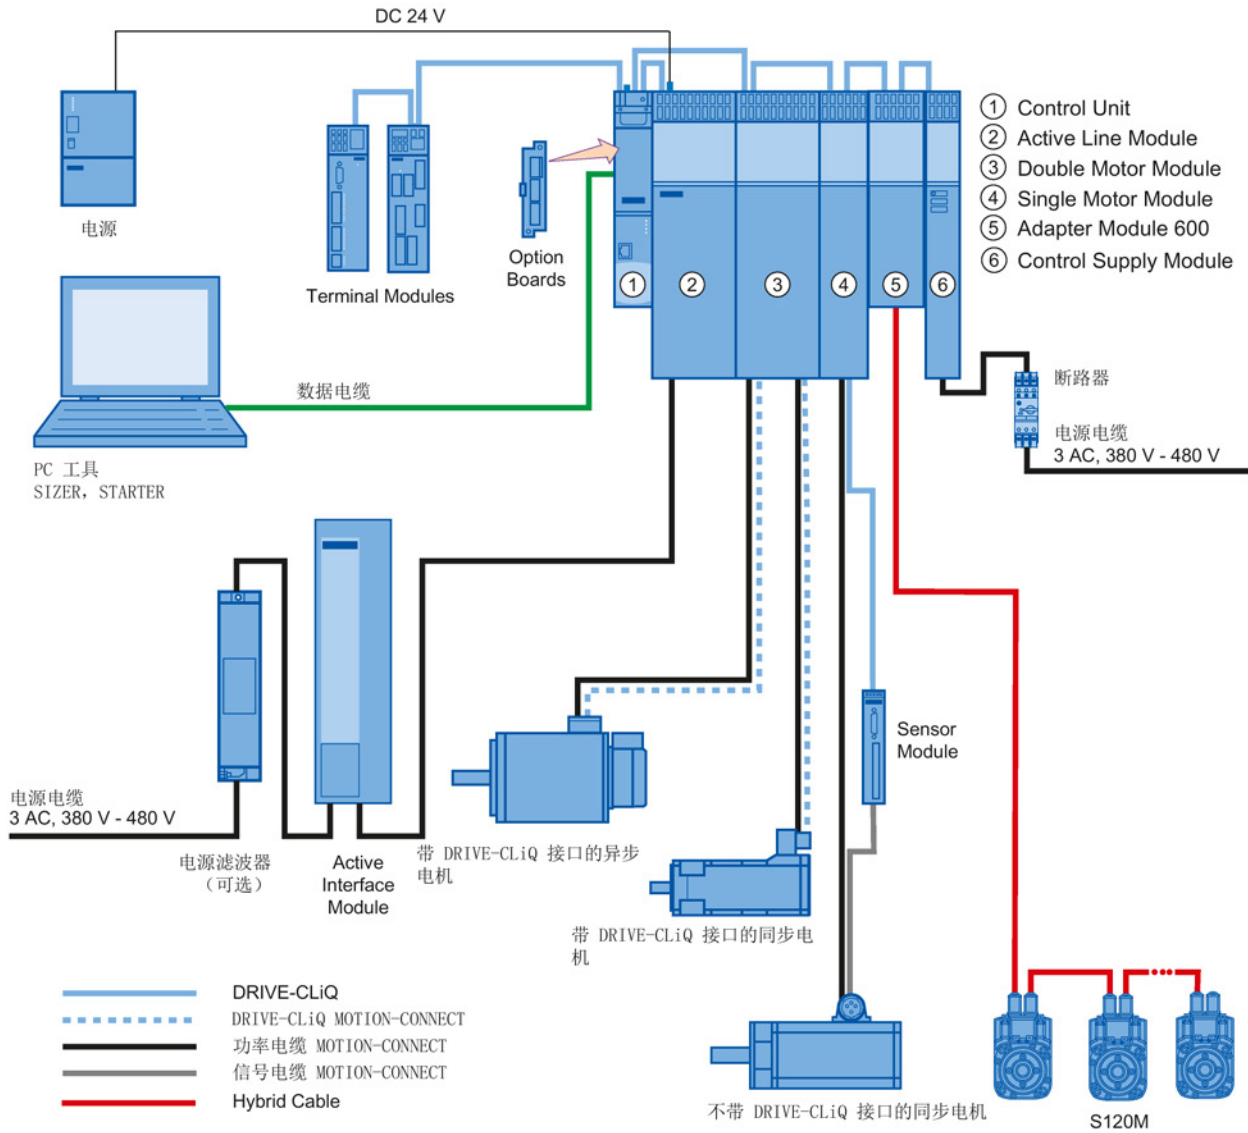 DC 24 V
① Control Unit
② Active Line Module
③ Double Motor Module
④ Single Motor Module
⑤ Adapter Module 600
⑥ Control Supply Module
电源
Terminal Modules
Option
Boards
①
②
③
④
⑤
⑥
数据电缆
断路器
电源电缆
3 AC, 380 V - 480 V
PC 工具
SIZER, STARTER
Sensor
Module
电源电缆
3 AC, 380 V - 480 V
电源滤波器
（可选）
Active
Interface
Module
带 DRIVE-CLiQ 接口的异步
电机
带 DRIVE-CLiQ 接口的同步电
机
DRIVE-CLiQ
DRIVE-CLiQ MOTION-CONNECT
功率电缆 MOTION-CONNECT
信号电缆 MOTION-CONNECT
Hybrid Cable
不带 DRIVE-CLiQ 接口的同步电机
S120M